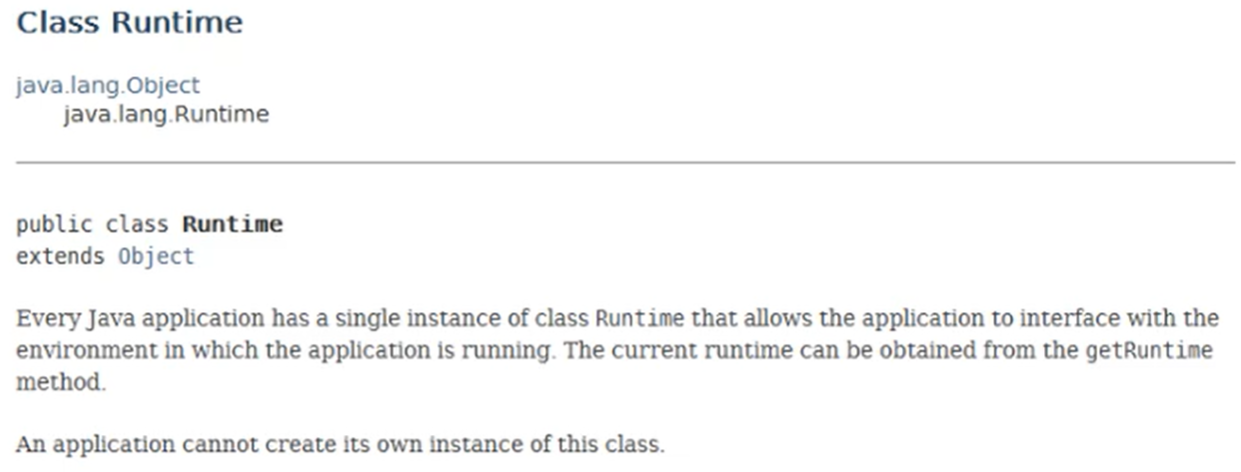 Class Runtime
java.lang.Object
java.lang.Runtime
public class Runtime
extends Object
Every Java application has a single instance of class Runtime that allows the application to interface with the
environment in which the application is running. The current runtime can be obtained from the getRuntime
method.
An application cannot create its own instance of this class.